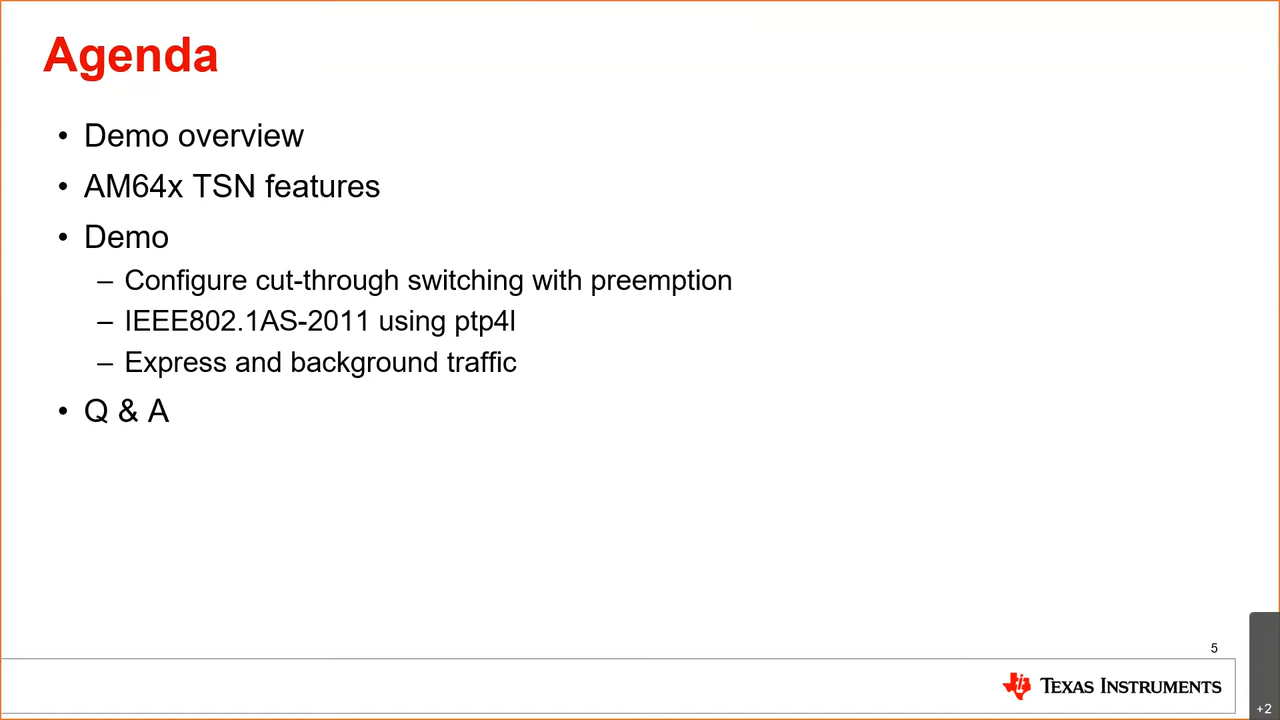 Agenda
• Demo overview
• AM64x TSN features
• Demo
– Configure cut-through switching with preemption
– IEEE802.1AS-2011 using ptp4l
– Express and background traffic
• Q & A
5
TEXAS INSTRUMENTS
+2